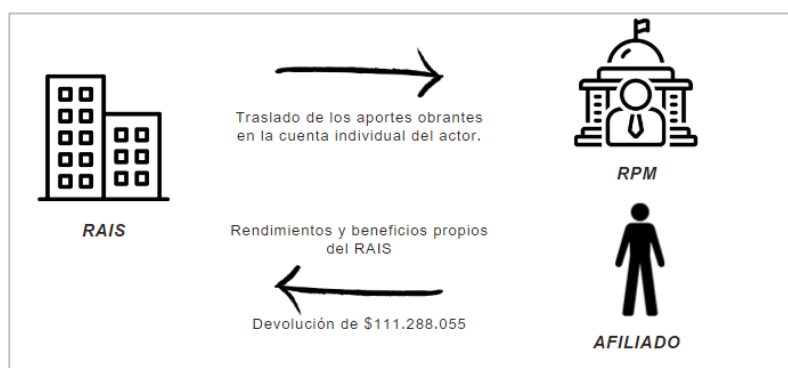 Traslado de los aportes obrantes
en la cuenta individual del actor.
RPM
RAIS
Rendimientos y beneficios propios
del RAIS
Devolución de $111.288.055
AFILIADO